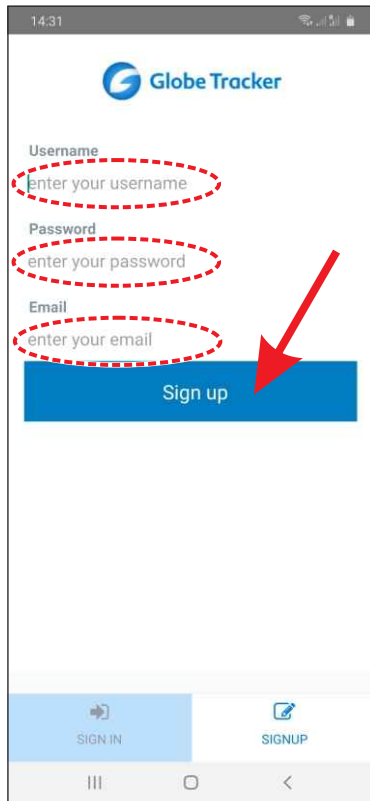 14:31
Globe Tracker
Username
enter your username
Password
enter your password
Email
enter your email
Sign up
SIGN IN
SIGNUP